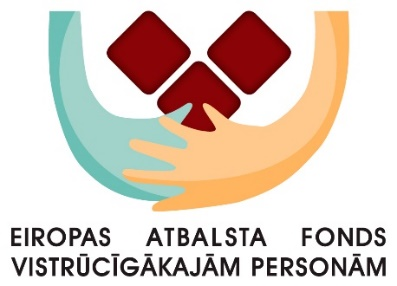 EIROPAS ATBALSTA FONDS
VISTRŪCĪGĀKAJĀM PERSONĀM